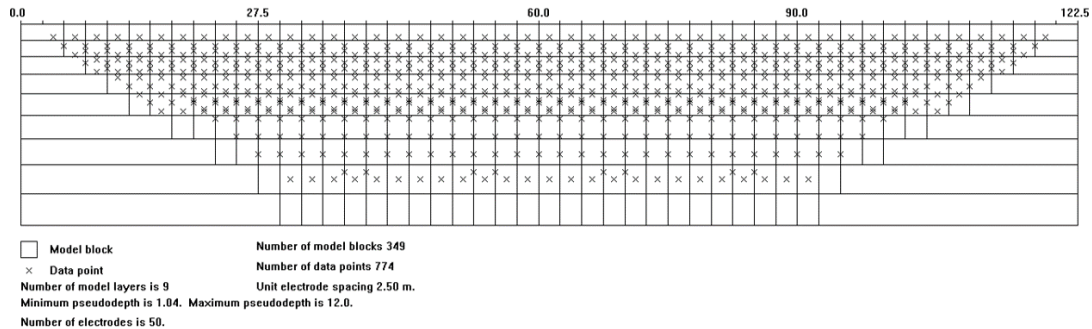 0.0 27.5 60.0 90.0 122.5
Model block Number of model blocks 349
× Data point Number of data points 774
Number of model layers is 9 Unit electrode spacing 2.50 m.
Minimum pseudodepth is 1.04. Maximum pseudodepth is 12.0.
Number of electrodes is 50.